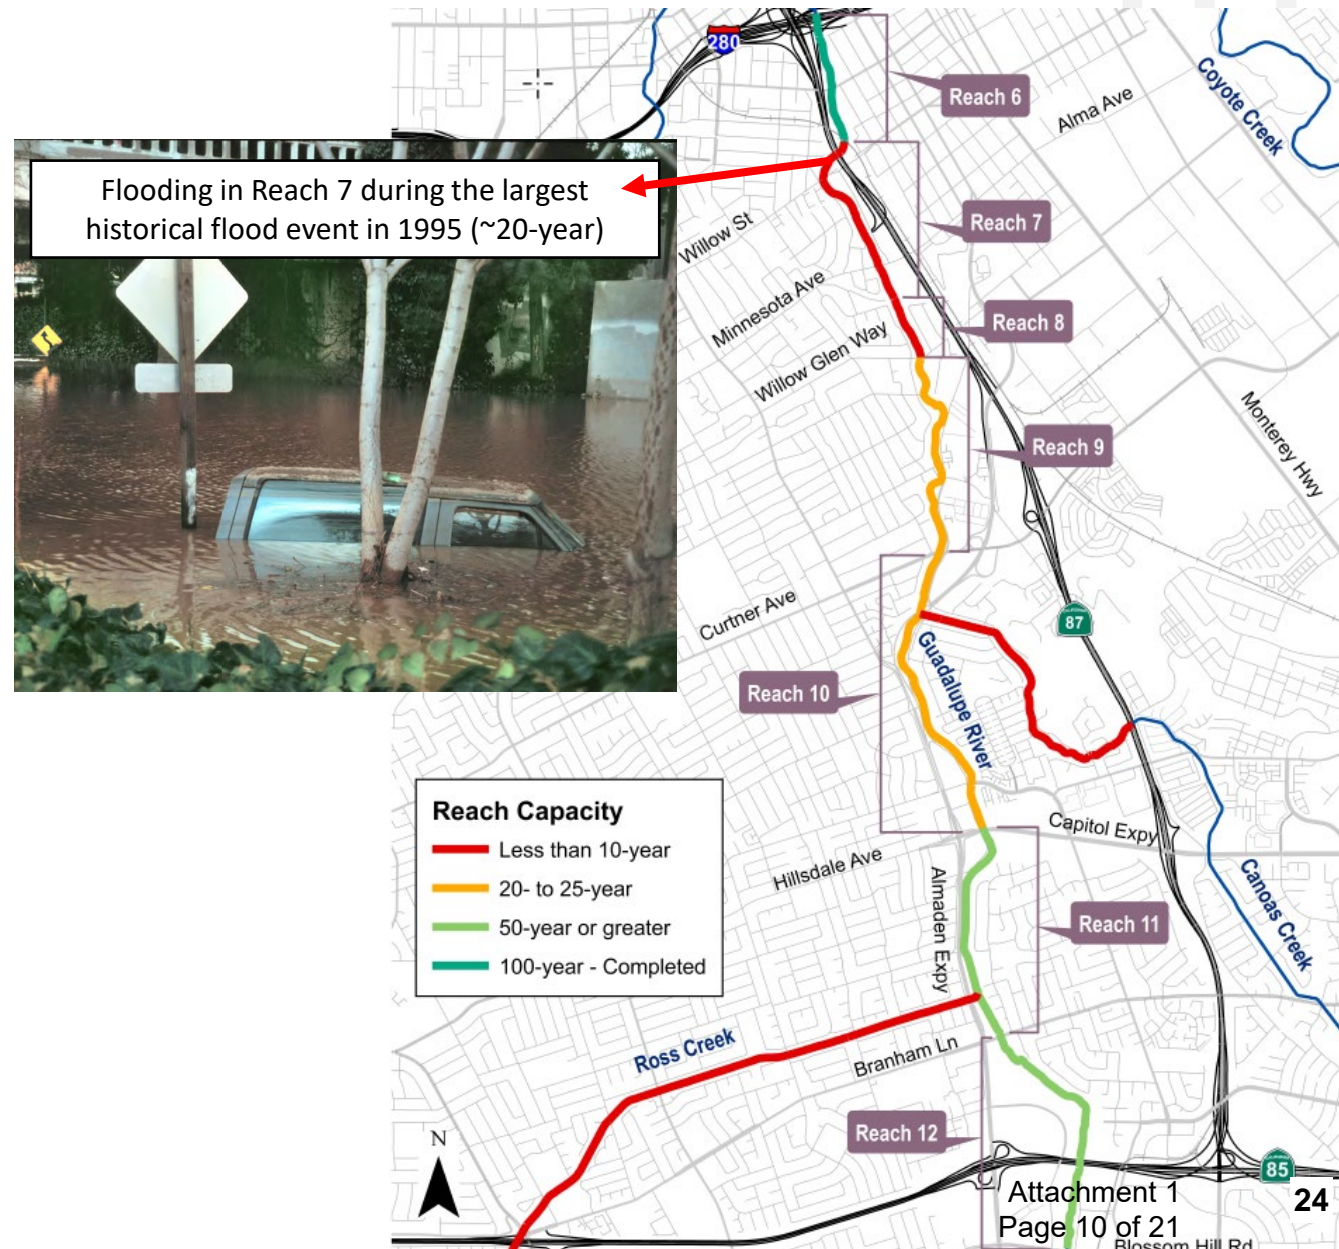 280
Reach 6
Alma Ave
Coyote Creek
Flooding in Reach 7 during the largest
historical flood event in 1995 (~20-year)
Reach 7
Willow St
Minnesota Ave
Reach 8
Willow Glen Way
Reach 9
Monterey Hwy
Curtner Ave
87
Guadalupe River
Reach 10
Reach Capacity
Less than 10-year
20- to 25-year
50-year or greater
100-year - Completed
Capitol Expy
Hillsdale Ave
Almaden Expy
Canoas Creek
Reach 11
Ross Creek
Branham Ln
Reach 12
N
85
Attachment 1
24
Page 10 of 21
Blossom Hill Rd